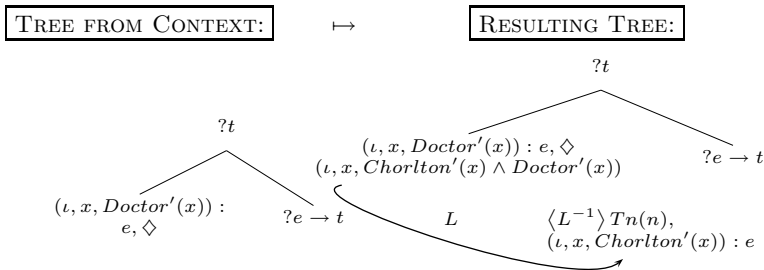 TREE FROM CONTEXT: ↦ RESULTING TREE:
?t
(ι, x, Doctor′(x)) :
e, ♢
?e → t
?t
(ι, x, Doctor′(x)) : e, ♢
(ι, x, Chorlton′(x) ∧ Doctor′(x))
?e → t
L
⟨L⁻¹⟩ Tn(n),
(ι, x, Chorlton′(x)) : e